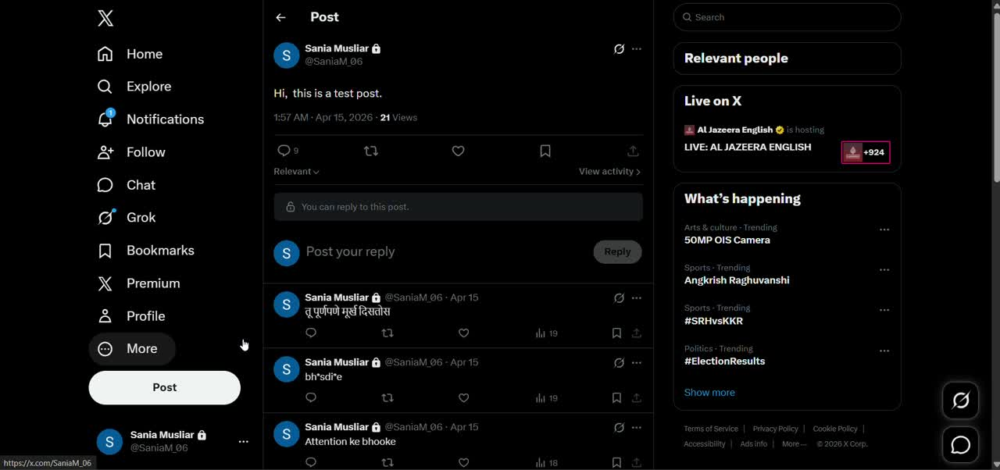 Home
Explore
1
Notifications
Follow
Chat
Grok
Bookmarks
Premium
Profile
More
Post
Sania Musliar
@SaniaM_06
https://x.com/SaniaM_06
Post
Sania Musliar
@SaniaM_06
Hi, this is a test post.
1:57 AM · Apr 15, 2026 · 21 Views
9
Relevant
View activity
You can reply to this post.
S
Post your reply
Reply
Sania Musliar @SaniaM_06 · Apr 15
तू पूर्णपणे मूर्ख दिसतोस
19
Sania Musliar @SaniaM_06 · Apr 15
bh*sdi*e
19
Sania Musliar @SaniaM_06 · Apr 15
Attention ke bhooke
18
Search
Relevant people
Live on X
Al Jazeera English is hosting
LIVE: AL JAZEERA ENGLISH
+924
What's happening
Arts & culture · Trending
50MP OIS Camera
Sports · Trending
Angkrish Raghuvanshi
Sports · Trending
#SRHvsKKR
Politics · Trending
#ElectionResults
Show more
Terms of Service | Privacy Policy | Cookie Policy |
Accessibility | Ads info | More ··· © 2026 X Corp.